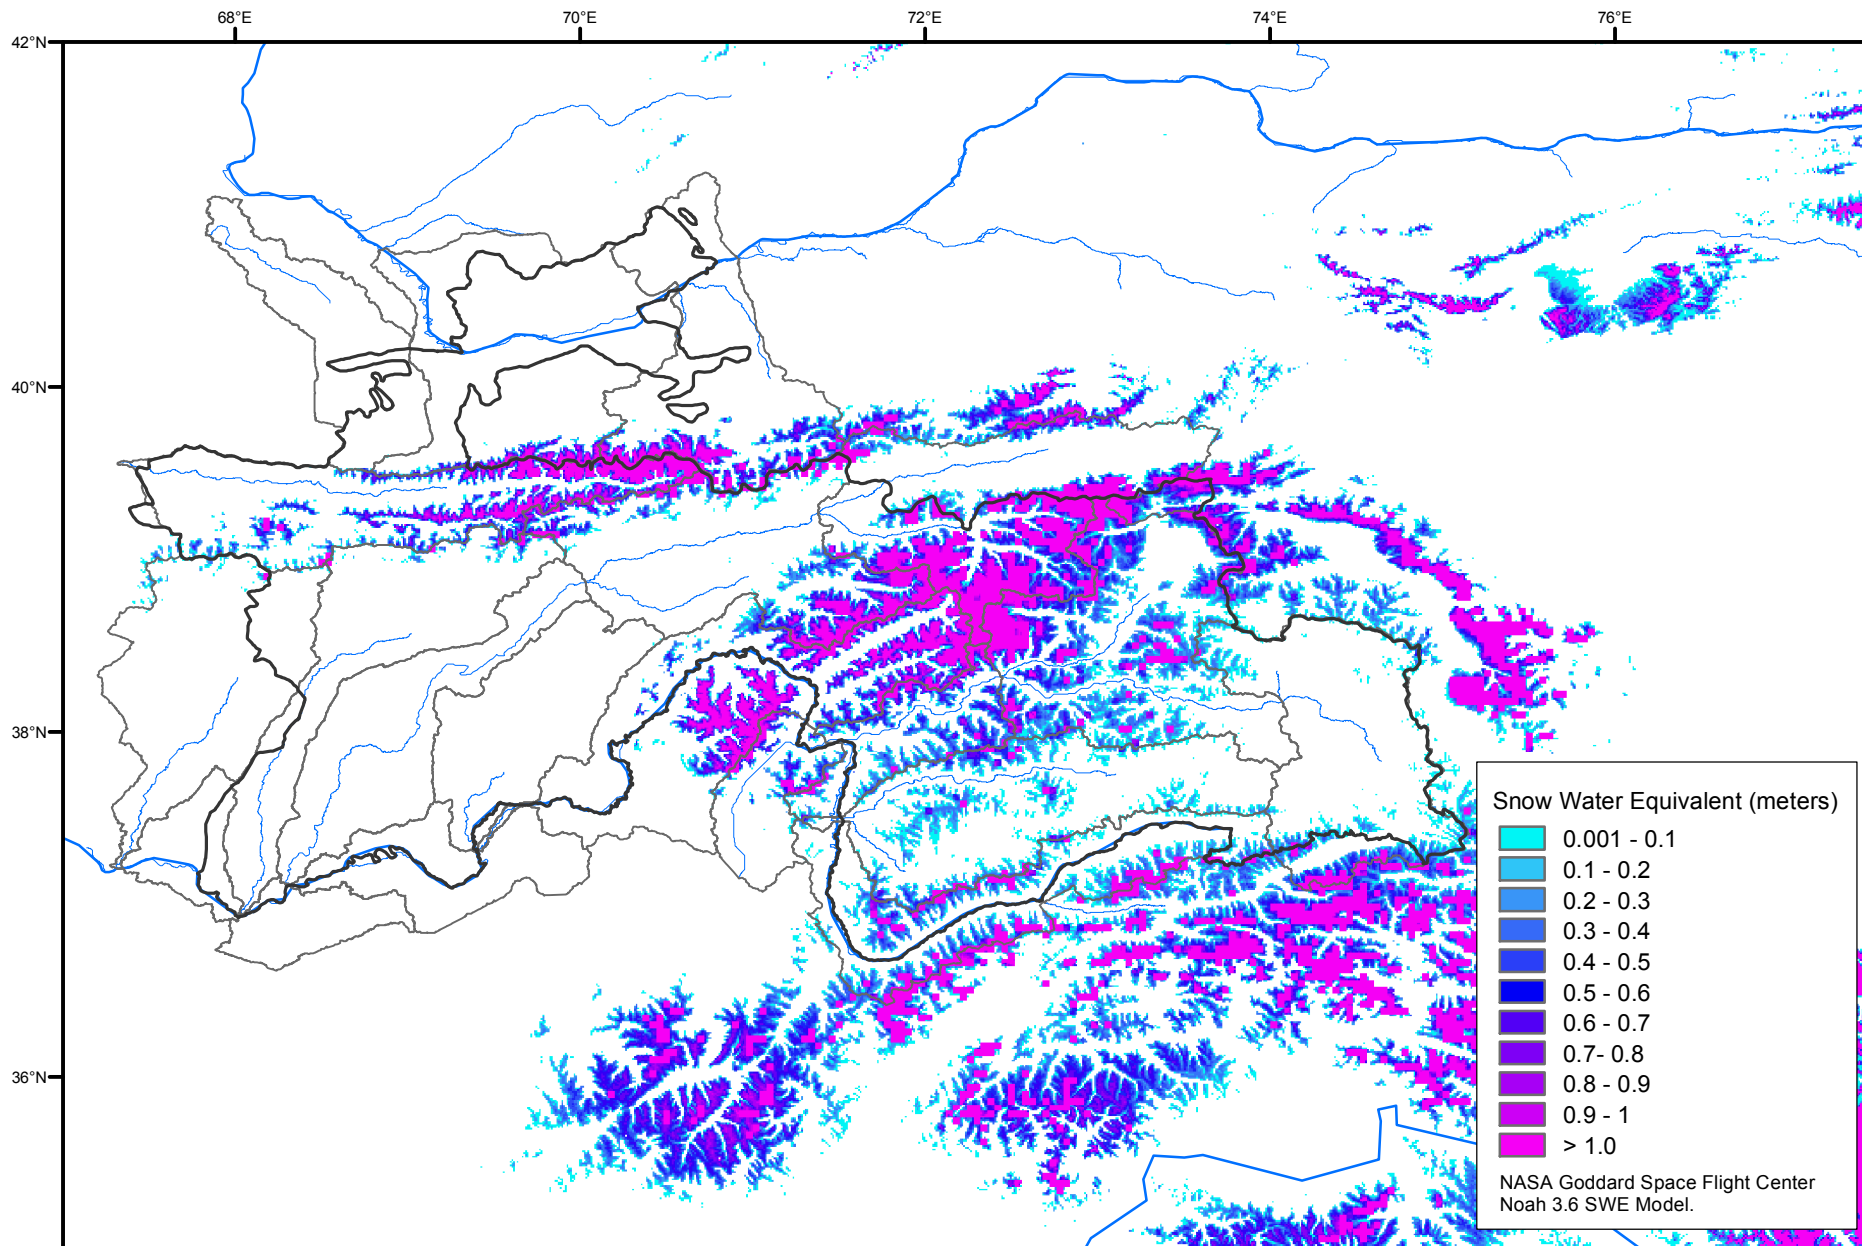 68°E
70°E
72°E
74°E
76°E
42°N
40°N
38°N
36°N
Snow Water Equivalent (meters)
0.001 - 0.1
0.1 - 0.2
0.2 - 0.3
0.3 - 0.4
0.4 - 0.5
0.5 - 0.6
0.6 - 0.7
0.7- 0.8
0.8 - 0.9
0.9 - 1
> 1.0
NASA Goddard Space Flight Center
Noah 3.6 SWE Model.